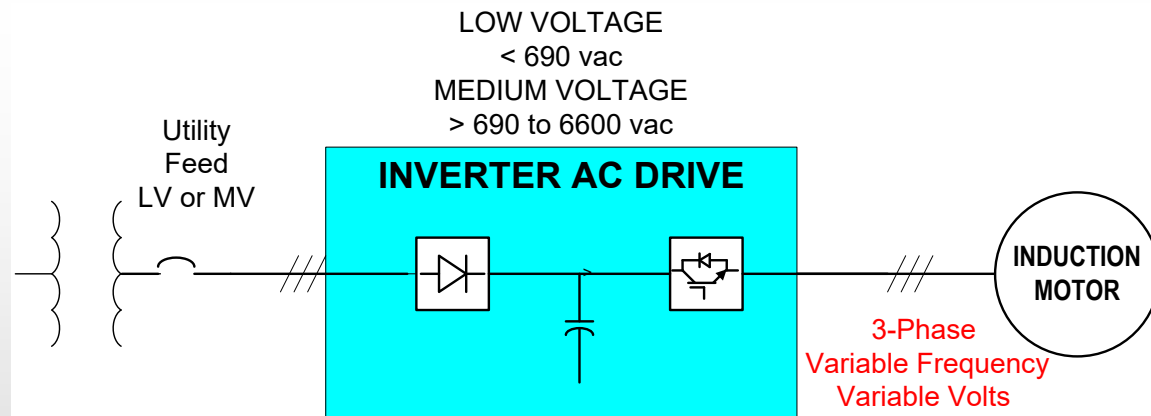 LOW VOLTAGE
< 690 vac
MEDIUM VOLTAGE
> 690 to 6600 vac
Utility
Feed
LV or MV
INVERTER AC DRIVE
INDUCTION
MOTOR
3-Phase
Variable Frequency
Variable Volts